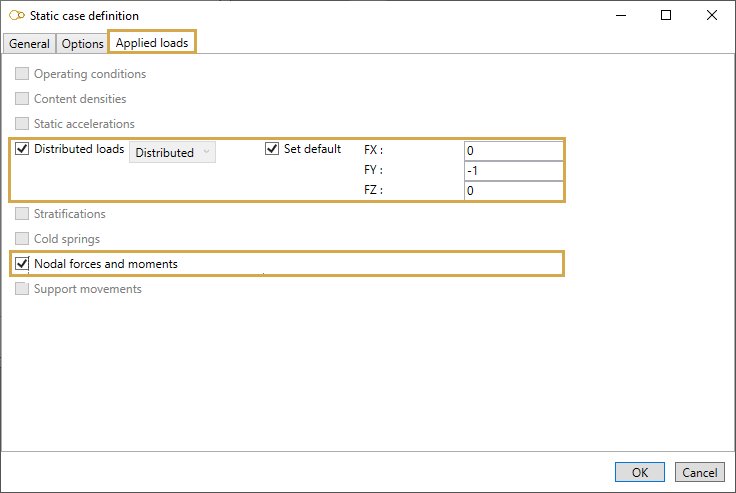 Static case definition
General Options Applied loads
Operating conditions
Content densities
Static accelerations
Distributed loads Distributed Set default FX : 0
FY : -1
FZ : 0
Stratifications
Cold springs
Nodal forces and moments
Support movements
OK Cancel